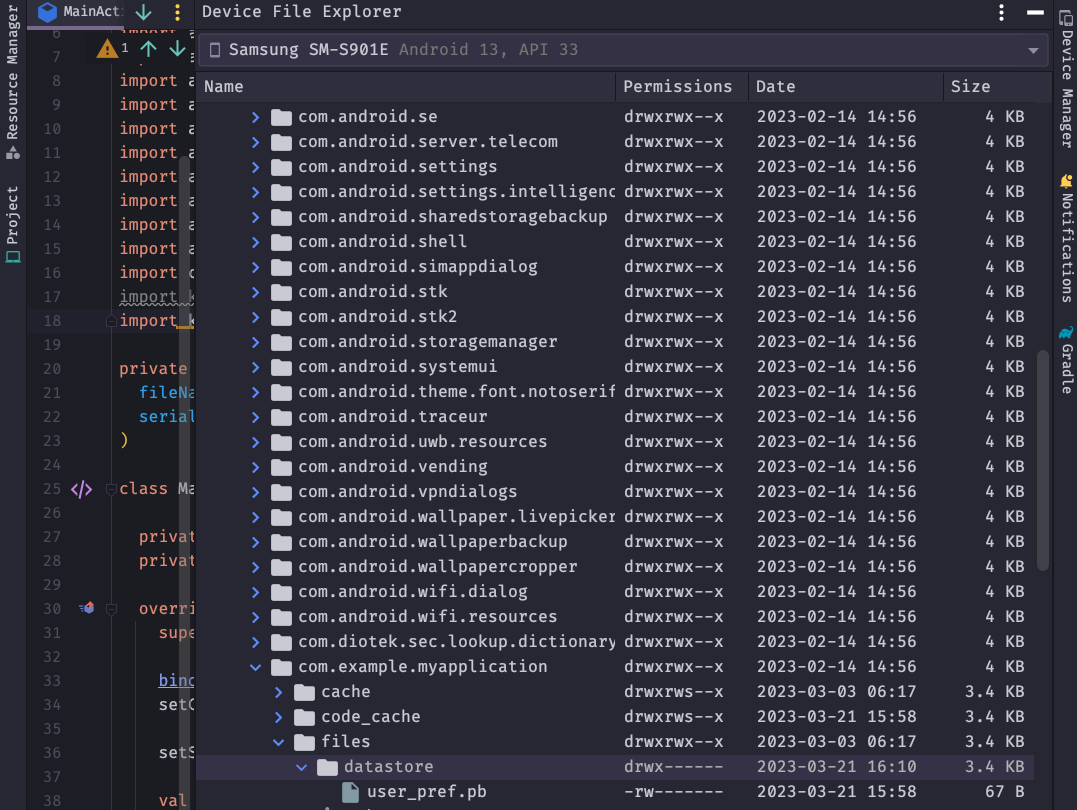 Resource Manager
Project
MainAct
1
6 import a
7
8 import a
9 import a
10 import a
11 import a
12 import a
13 import a
14 import a
15 import a
16 import
17 import
18 import
19
20 private
21 fileNa
22 serial
23 )
24
25 </> class Ma
26
27 privat
28 privat
29
30 overri
31 supe
32
33 bind
34 setC
35
36 setS
37
38 val
Device File Explorer
Samsung SM-S901E Android 13, API 33
Name Permissions Date Size
com.android.se drwxrwx--x 2023-02-14 14:56 4 KB
com.android.server.telecom drwxrwx--x 2023-02-14 14:56 4 KB
com.android.settings drwxrwx--x 2023-02-14 14:56 4 KB
com.android.settings.intelligenc drwxrwx--x 2023-02-14 14:56 4 KB
com.android.sharedstoragebackup drwxrwx--x 2023-02-14 14:56 4 KB
com.android.shell drwxrwx--x 2023-02-14 14:56 4 KB
com.android.simappdialog drwxrwx--x 2023-02-14 14:56 4 KB
com.android.stk drwxrwx--x 2023-02-14 14:56 4 KB
com.android.stk2 drwxrwx--x 2023-02-14 14:56 4 KB
com.android.storagemanager drwxrwx--x 2023-02-14 14:56 4 KB
com.android.systemui drwxrwx--x 2023-02-14 14:56 4 KB
com.android.theme.font.notoserif drwxrwx--x 2023-02-14 14:56 4 KB
com.android.traceur drwxrwx--x 2023-02-14 14:56 4 KB
com.android.uwb.resources drwxrwx--x 2023-02-14 14:56 4 KB
com.android.vending drwxrwx--x 2023-02-14 14:56 4 KB
com.android.vpndialogs drwxrwx--x 2023-02-14 14:56 4 KB
com.android.wallpaper.livepicker drwxrwx--x 2023-02-14 14:56 4 KB
com.android.wallpaperbackup drwxrwx--x 2023-02-14 14:56 4 KB
com.android.wallpapercropper drwxrwx--x 2023-02-14 14:56 4 KB
com.android.wifi.dialog drwxrwx--x 2023-02-14 14:56 4 KB
com.android.wifi.resources drwxrwx--x 2023-02-14 14:56 4 KB
com.diotek.sec.lookup.dictionary drwxrwx--x 2023-02-14 14:56 4 KB
com.example.myapplication drwxrwx--x 2023-02-14 14:56 4 KB
cache drwxrws--x 2023-03-03 06:17 3.4 KB
code_cache drwxrws--x 2023-03-21 15:58 3.4 KB
files drwxrwx--x 2023-03-03 06:17 3.4 KB
datastore drwx------ 2023-03-21 16:10 3.4 KB
user_pref.pb -rw------- 2023-03-21 15:58 67 B
Device Manager
Notifications
Gradle